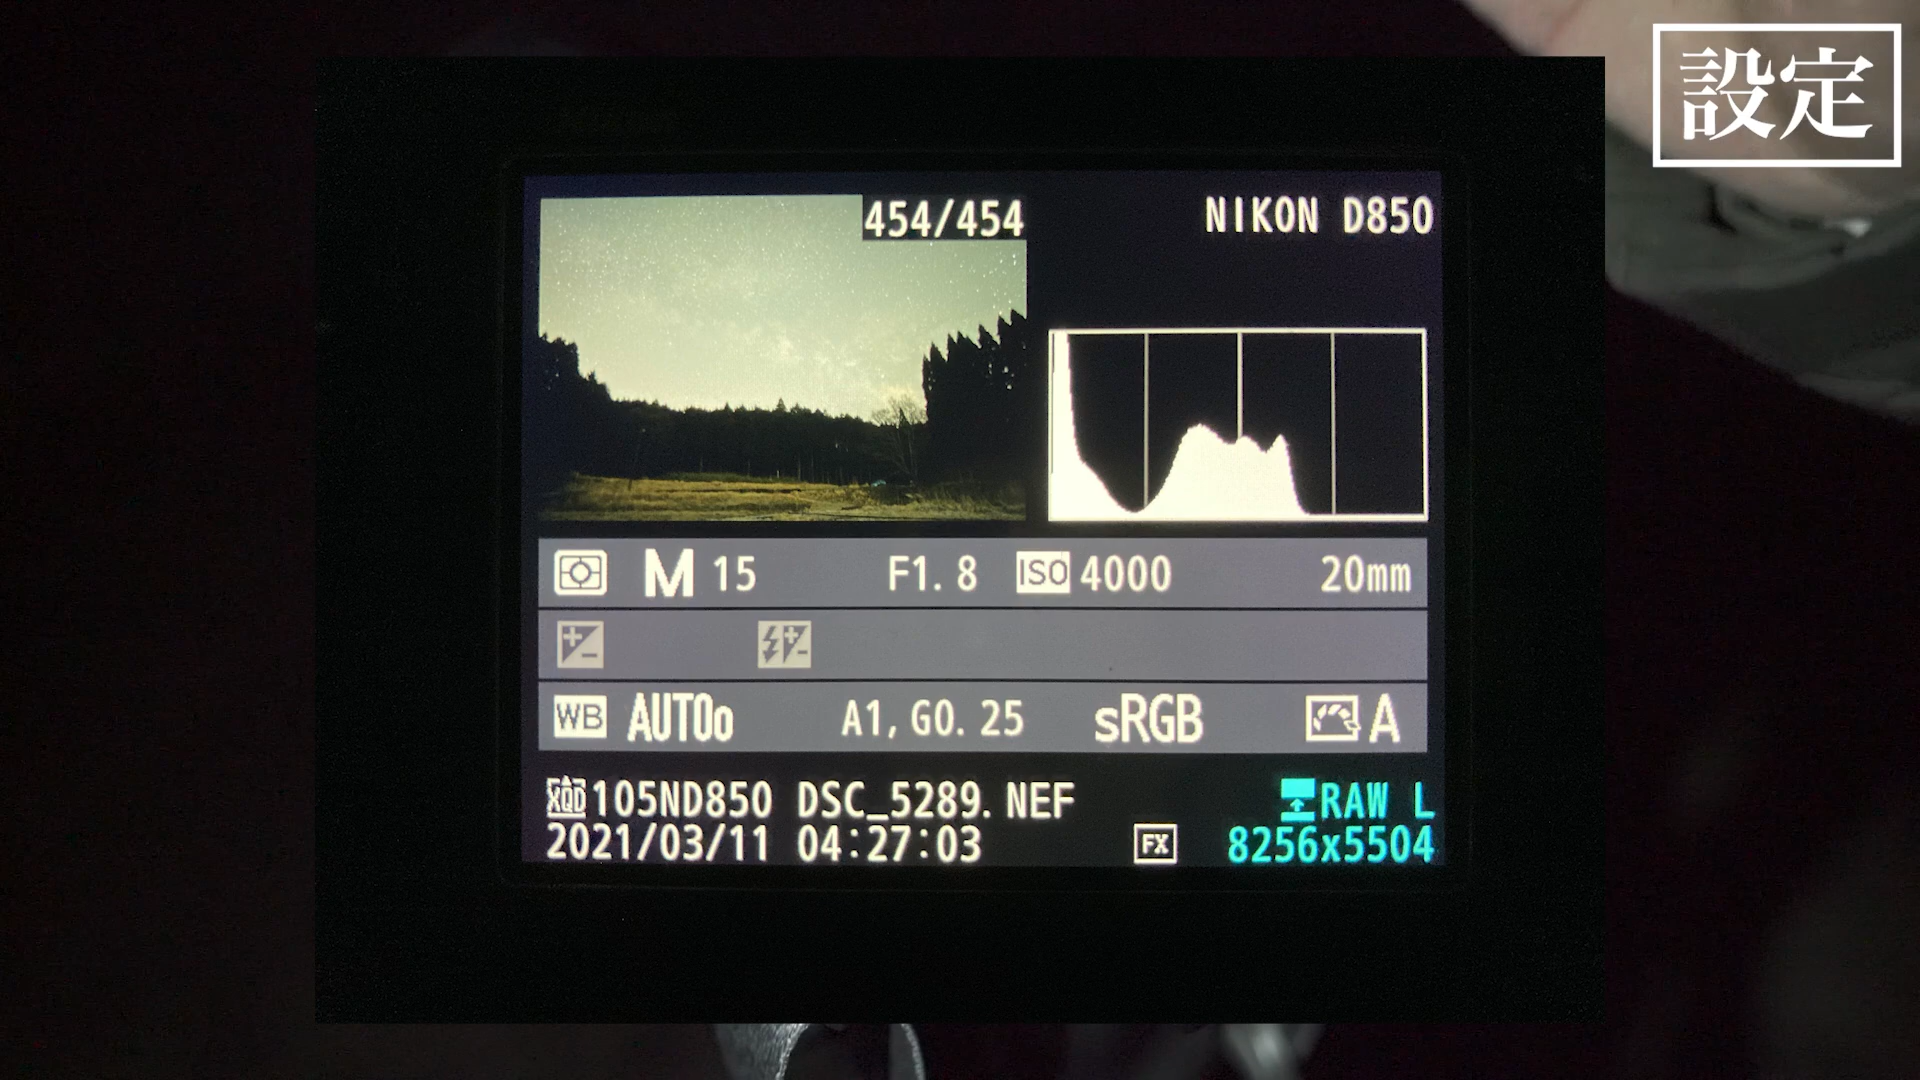 設定
454/454
NIKON D850
M 15 F1.8 ISO 4000 20mm
WB AUTO0 A1, G0.25 sRGB A
XQD 105ND850 DSC_5289.NEF RAW L
2021/03/11 04:27:03 FX 8256x5504